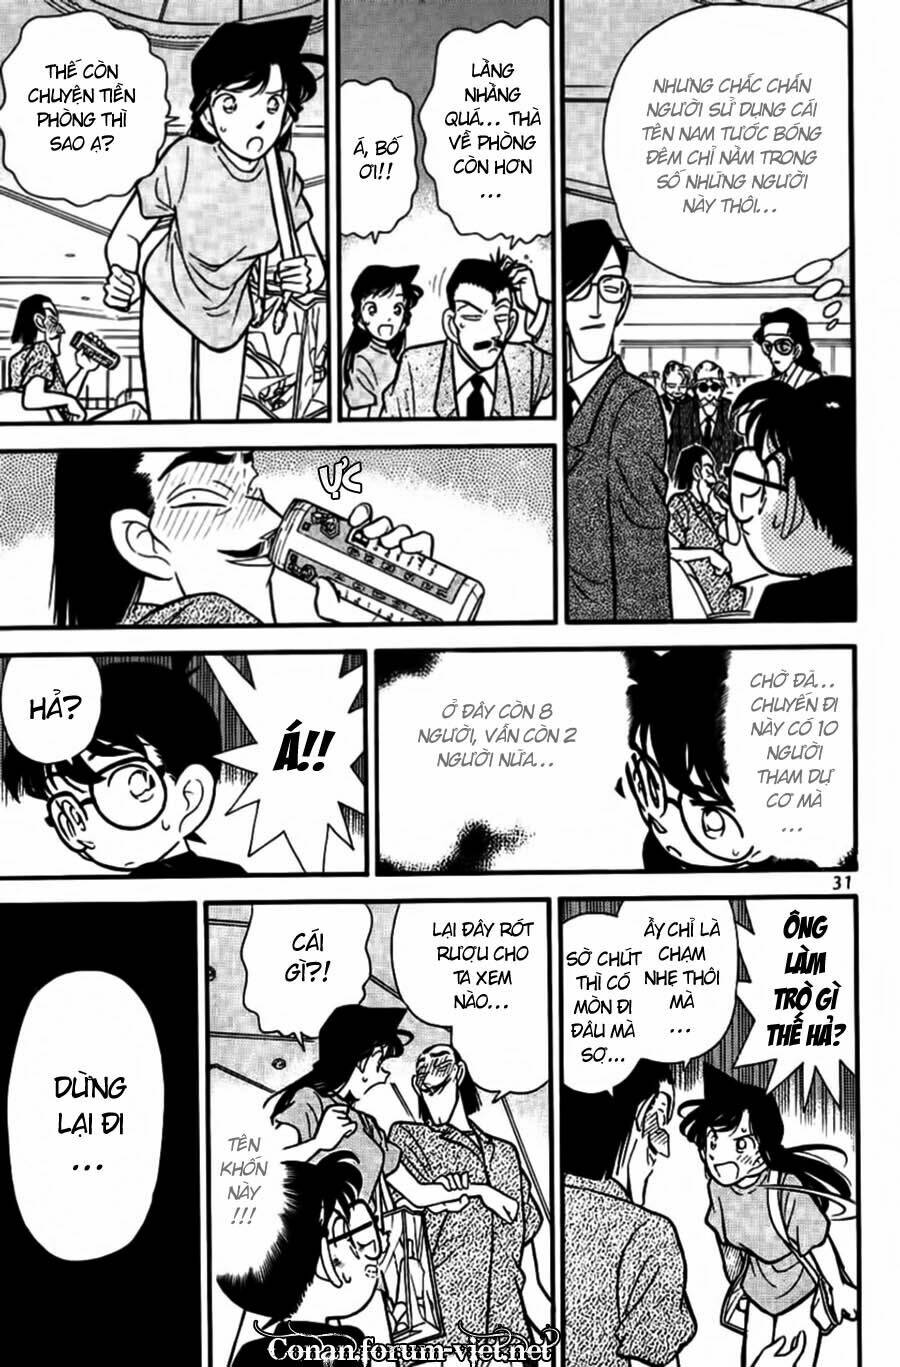 NHƯNG CHẮC CHẮN
NGƯỜI SỬ DỤNG CÁI
TÊN NAM TƯỚC BÓNG
ĐÊM CHỈ NẰM TRONG
SỐ NHỮNG NGƯỜI
NÀY THÔI...
LẰNG
NHẰNG
QUÁ... THÀ
VỀ PHÒNG
CÒN HƠN
...
Á, BỐ
ƠI!!
THẾ CÒN
CHUYỆN TIỀN
PHÒNG THÌ
SAO Ạ?
ỰC
CHỜ ĐÃ...
CHUYẾN ĐI
NÀY CÓ 10
NGƯỜI
THAM DỰ
CƠ MÀ
...
Ở ĐÂY CÒN 8
NGƯỜI, VẪN CÒN 2
NGƯỜI NỮA...
Á!!
HẢ?
31
ÔNG
LÀM
TRÒ GÌ
THẾ HẢ?
ẤY CHỈ LÀ
CHẠM
NHẸ THÔI
MÀ
...
SỜ CHÚT
THÌ CÓ
MÒN ĐI
ĐÂU MÀ
SỢ...
LẠI ĐÂY RÓT
RƯỢU CHO
TA XEM
NÀO...
CÁI
GÌ?!
TÊN
KHỐN
NÀY
!!!
DỪNG
LẠI ĐI
...
Conan.forum-viet.net